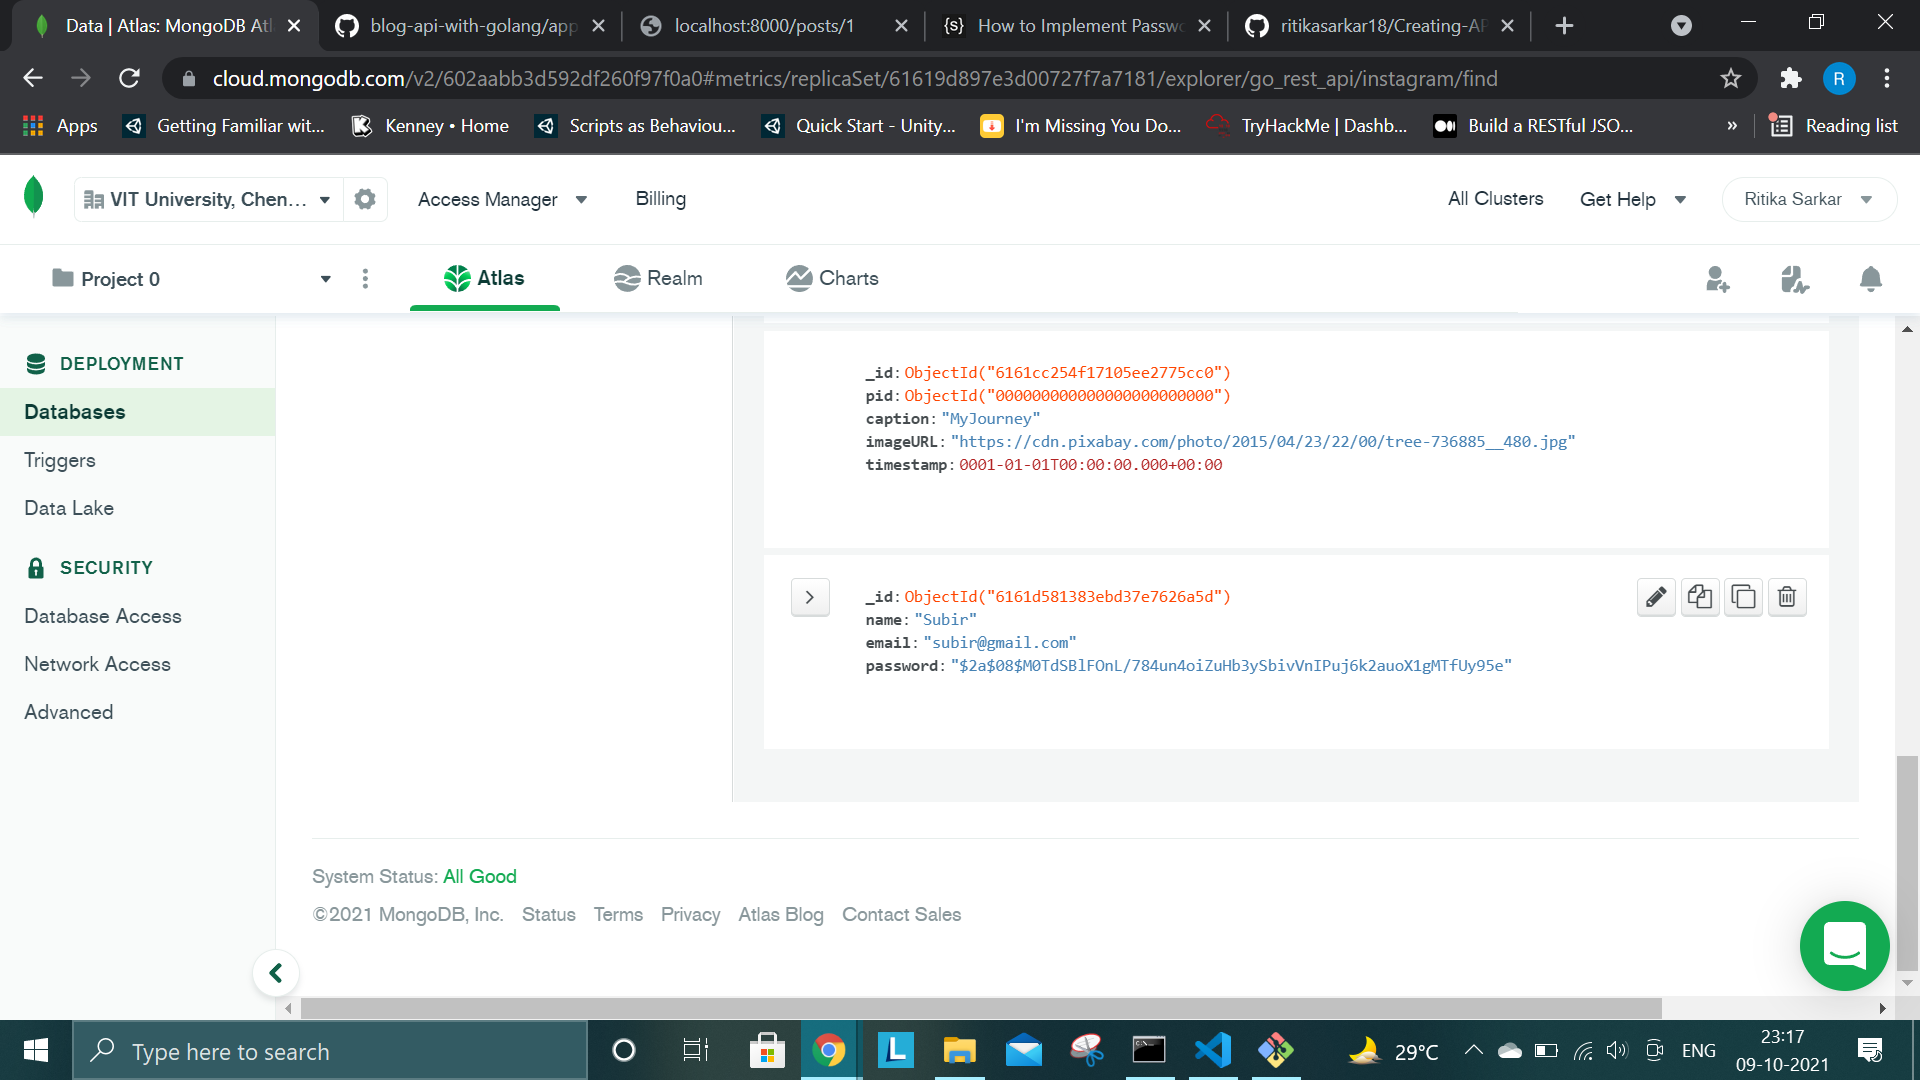 Data | Atlas: MongoDB Atl
blog-api-with-golang/app
localhost:8000/posts/1
{s} How to Implement Passwo
ritikasarkar18/Creating-AP
cloud.mongodb.com/v2/602aabb3d592df260f97f0a0#metrics/replicaSet/61619d897e3d00727f7a7181/explorer/go_rest_api/instagram/find
R
Apps
Getting Familiar wit...
Kenney • Home
Scripts as Behaviou...
Quick Start - Unity...
I'm Missing You Do...
TryHackMe | Dashb...
Build a RESTful JSO...
»
Reading list
VIT University, Chen...
Access Manager
Billing
All Clusters
Get Help
Ritika Sarkar
Project 0
Atlas
Realm
Charts
DEPLOYMENT
Databases
Triggers
Data Lake
SECURITY
Database Access
Network Access
Advanced
_id: ObjectId("6161cc254f17105ee2775cc0")
pid: ObjectId("000000000000000000000000")
caption: "MyJourney"
imageURL: "https://cdn.pixabay.com/photo/2015/04/23/22/00/tree-736885__480.jpg"
timestamp: 0001-01-01T00:00:00.000+00:00
_id: ObjectId("6161d581383ebd37e7626a5d")
name: "Subir"
email: "subir@gmail.com"
password: "$2a$08$M0TdSBlFOnL/784un4oiZuHb3ySbivVnIPuj6k2auoX1gMTfUy95e"
System Status: All Good
©2021 MongoDB, Inc. Status Terms Privacy Atlas Blog Contact Sales
Type here to search
L
29°C
ENG
23:17
09-10-2021